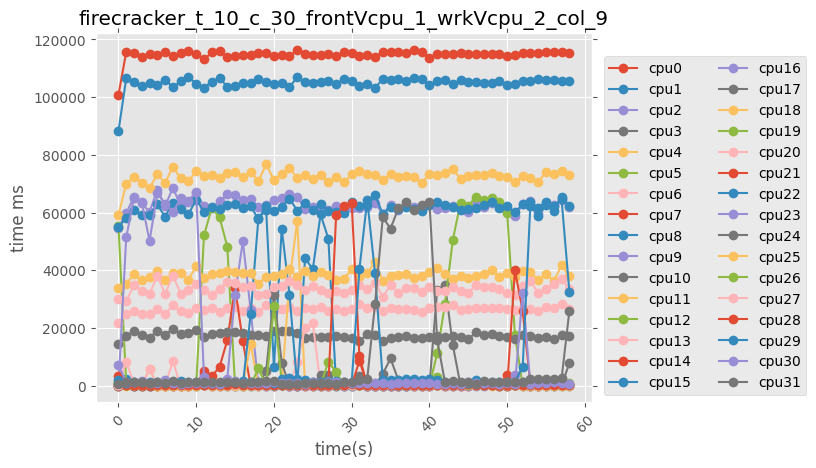 firecracker_t_10_c_30_frontVcpu_1_wrkVcpu_2_col_9
120000
100000
80000
60000
40000
20000
0
time ms
0
10
20
30
40
50
60
time(s)
cpu0
cpu1
cpu2
cpu3
cpu4
cpu5
cpu6
cpu7
cpu8
cpu9
cpu10
cpu11
cpu12
cpu13
cpu14
cpu15
cpu16
cpu17
cpu18
cpu19
cpu20
cpu21
cpu22
cpu23
cpu24
cpu25
cpu26
cpu27
cpu28
cpu29
cpu30
cpu31